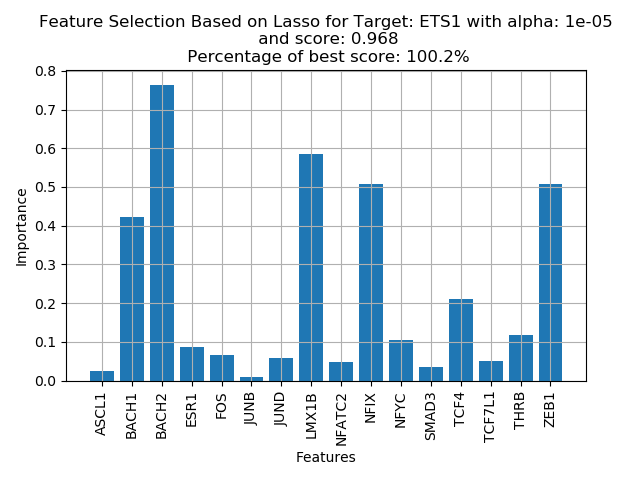 Feature Selection Based on Lasso for Target: ETS1 with alpha: 1e-05
and score: 0.968
Percentage of best score: 100.2%
0.8
0.7
0.6
0.5
0.4
0.3
0.2
0.1
0.0
Importance
ASCL1
BACH1
BACH2
ESR1
FOS
JUNB
JUND
LMX1B
NFATC2
NFIX
NFYC
SMAD3
TCF4
TCF7L1
THRB
ZEB1
Features